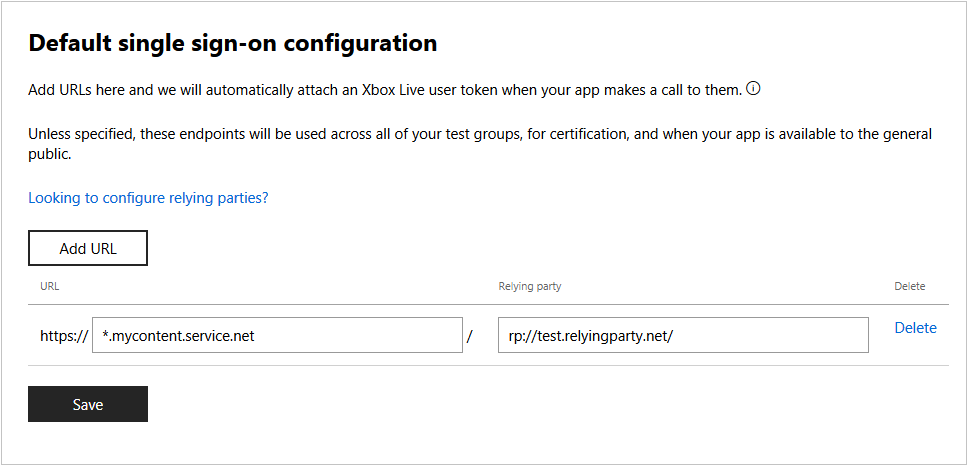 Default single sign-on configuration
Add URLs here and we will automatically attach an Xbox Live user token when your app makes a call to them.
Unless specified, these endpoints will be used across all of your test groups, for certification, and when your app is available to the general
public.
Looking to configure relying parties?
Add URL
URL Relying party Delete
https:// *.mycontent.service.net / rp://test.relyingparty.net/ Delete
Save